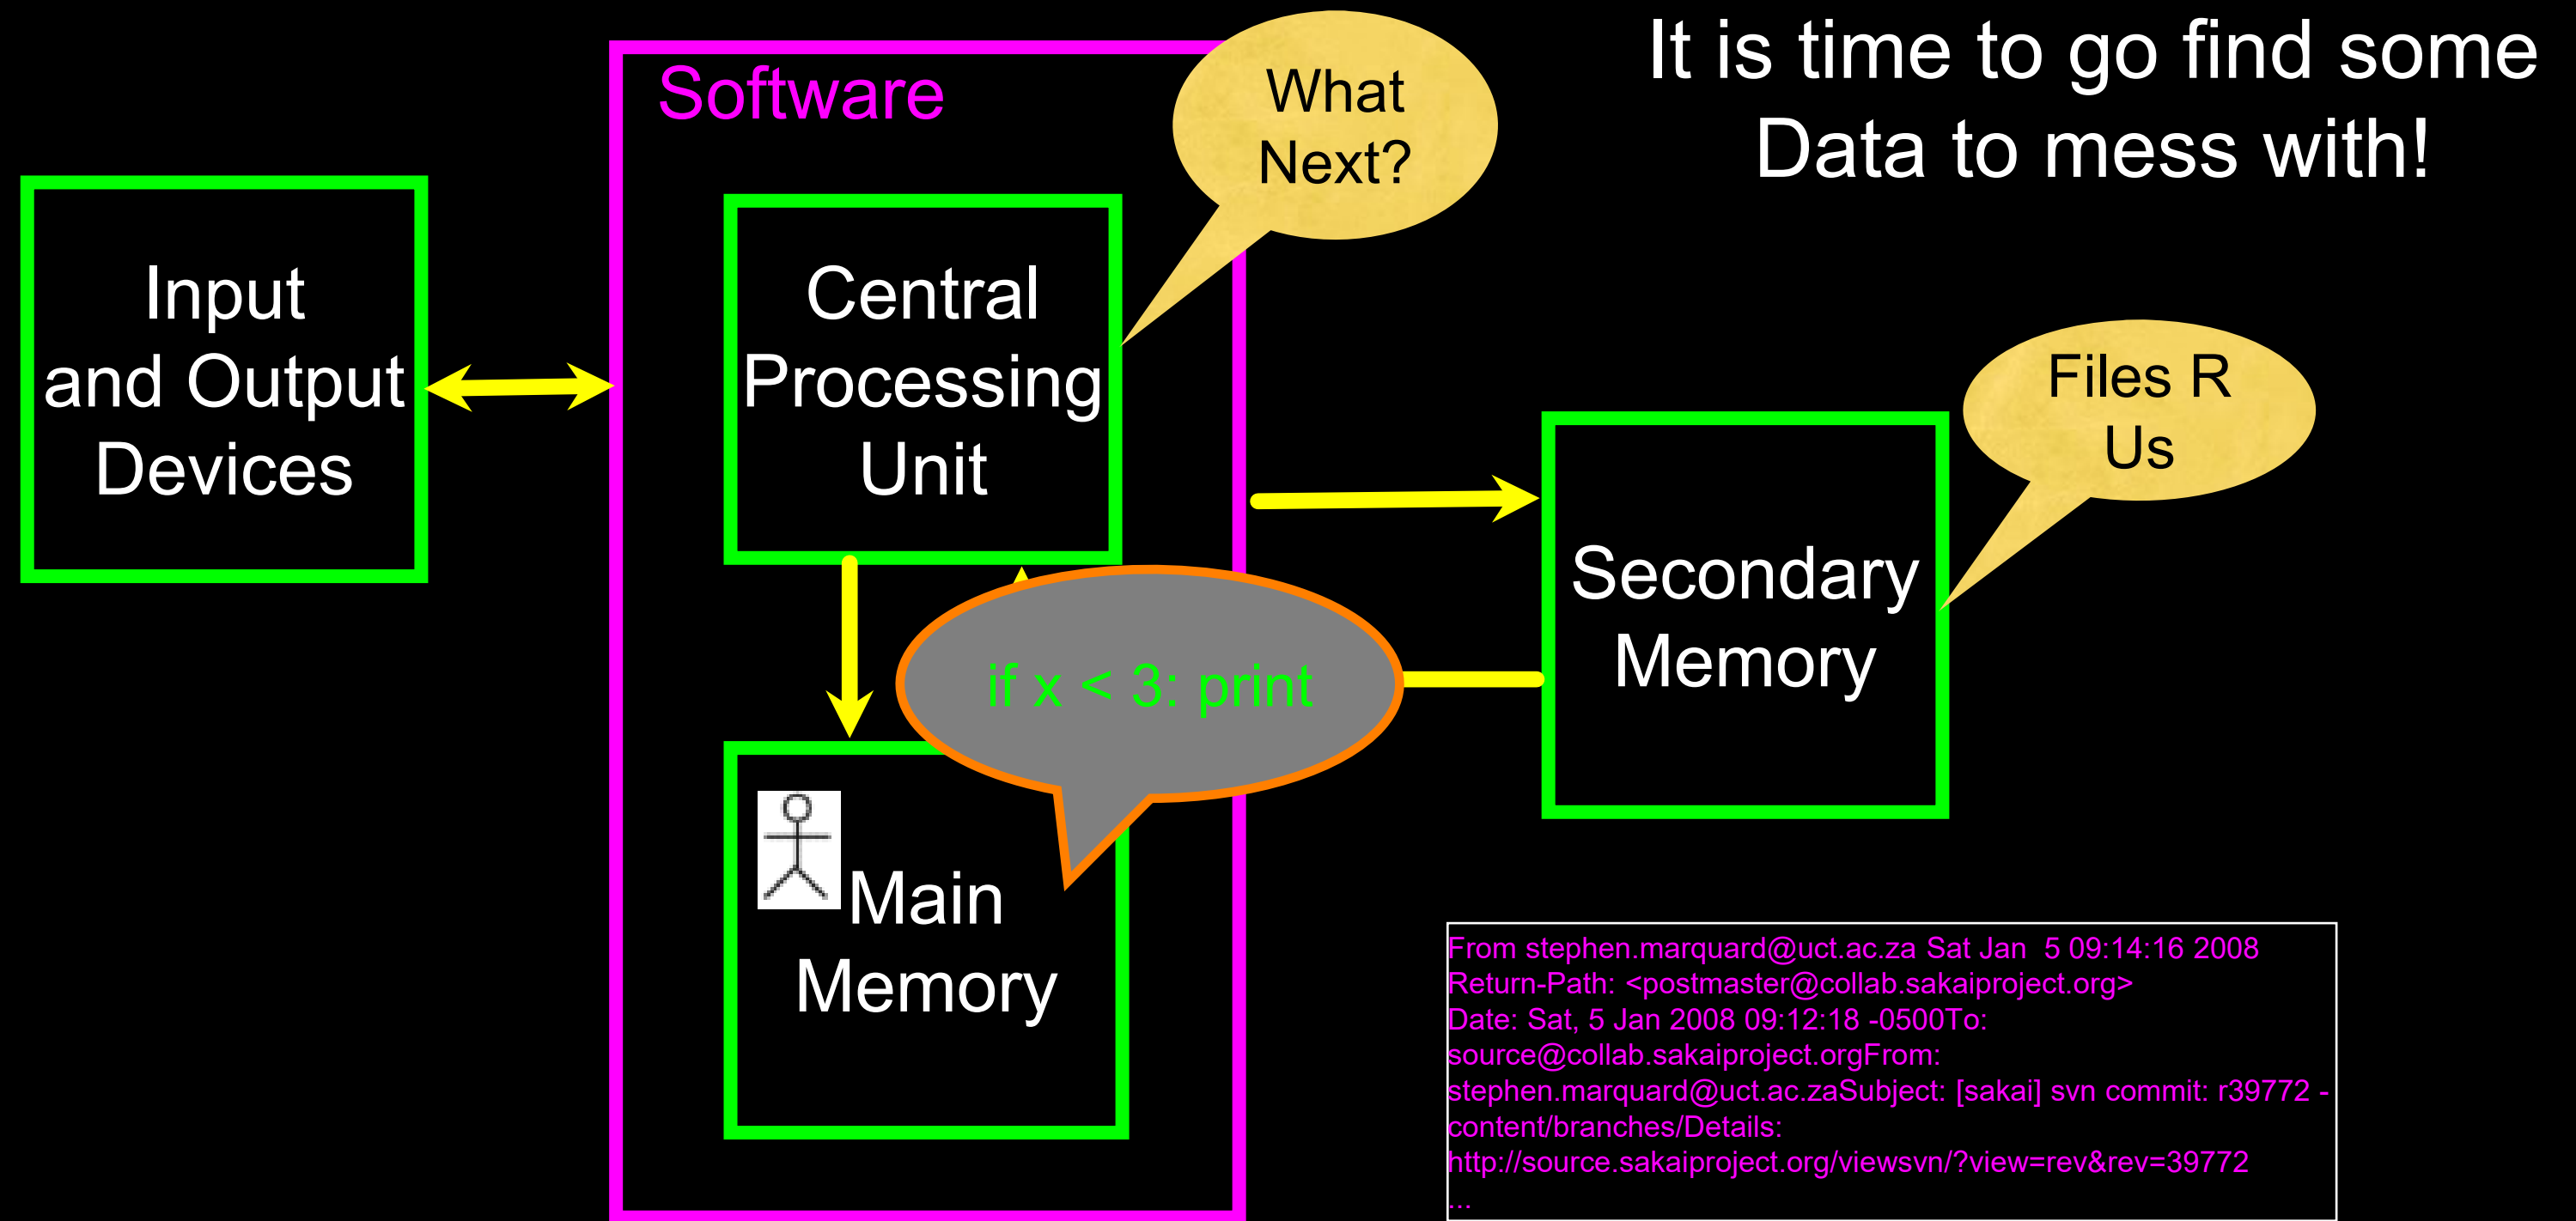 It is time to go find some
Data to mess with!
Software
What
Next?
Input
and Output
Devices
Central
Processing
Unit
Files R
Us
Secondary
Memory
if x < 3: print
Main
Memory
From stephen.marquard@uct.ac.za Sat Jan  5 09:14:16 2008
Return-Path: <postmaster@collab.sakaiproject.org>
Date: Sat, 5 Jan 2008 09:12:18 -0500To:
source@collab.sakaiproject.orgFrom:
stephen.marquard@uct.ac.zaSubject: [sakai] svn commit: r39772 -
content/branches/Details:
http://source.sakaiproject.org/viewsvn/?view=rev&rev=39772
...